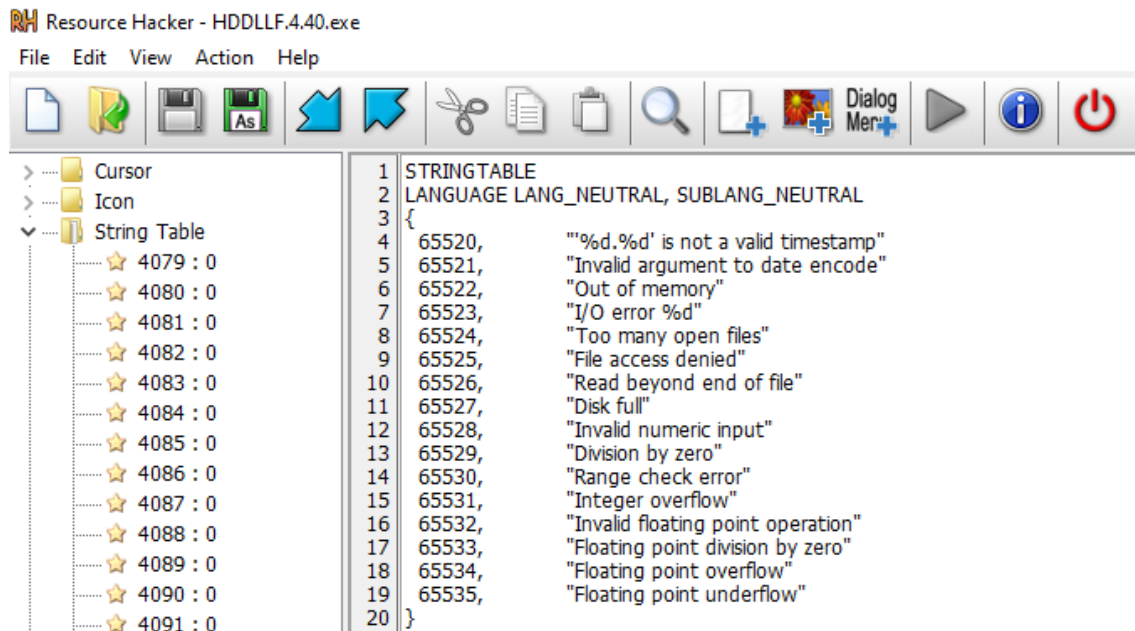 Resource Hacker - HDDLLF.4.40.exe
File Edit View Action Help
As
Dialog
Menu
Cursor
Icon
String Table
4079 : 0
4080 : 0
4081 : 0
4082 : 0
4083 : 0
4084 : 0
4085 : 0
4086 : 0
4087 : 0
4088 : 0
4089 : 0
4090 : 0
4091 : 0
1 STRINGTABLE
2 LANGUAGE LANG_NEUTRAL, SUBLANG_NEUTRAL
3 {
4 65520, "'%d.%d' is not a valid timestamp"
5 65521, "Invalid argument to date encode"
6 65522, "Out of memory"
7 65523, "I/O error %d"
8 65524, "Too many open files"
9 65525, "File access denied"
10 65526, "Read beyond end of file"
11 65527, "Disk full"
12 65528, "Invalid numeric input"
13 65529, "Division by zero"
14 65530, "Range check error"
15 65531, "Integer overflow"
16 65532, "Invalid floating point operation"
17 65533, "Floating point division by zero"
18 65534, "Floating point overflow"
19 65535, "Floating point underflow"
20 }